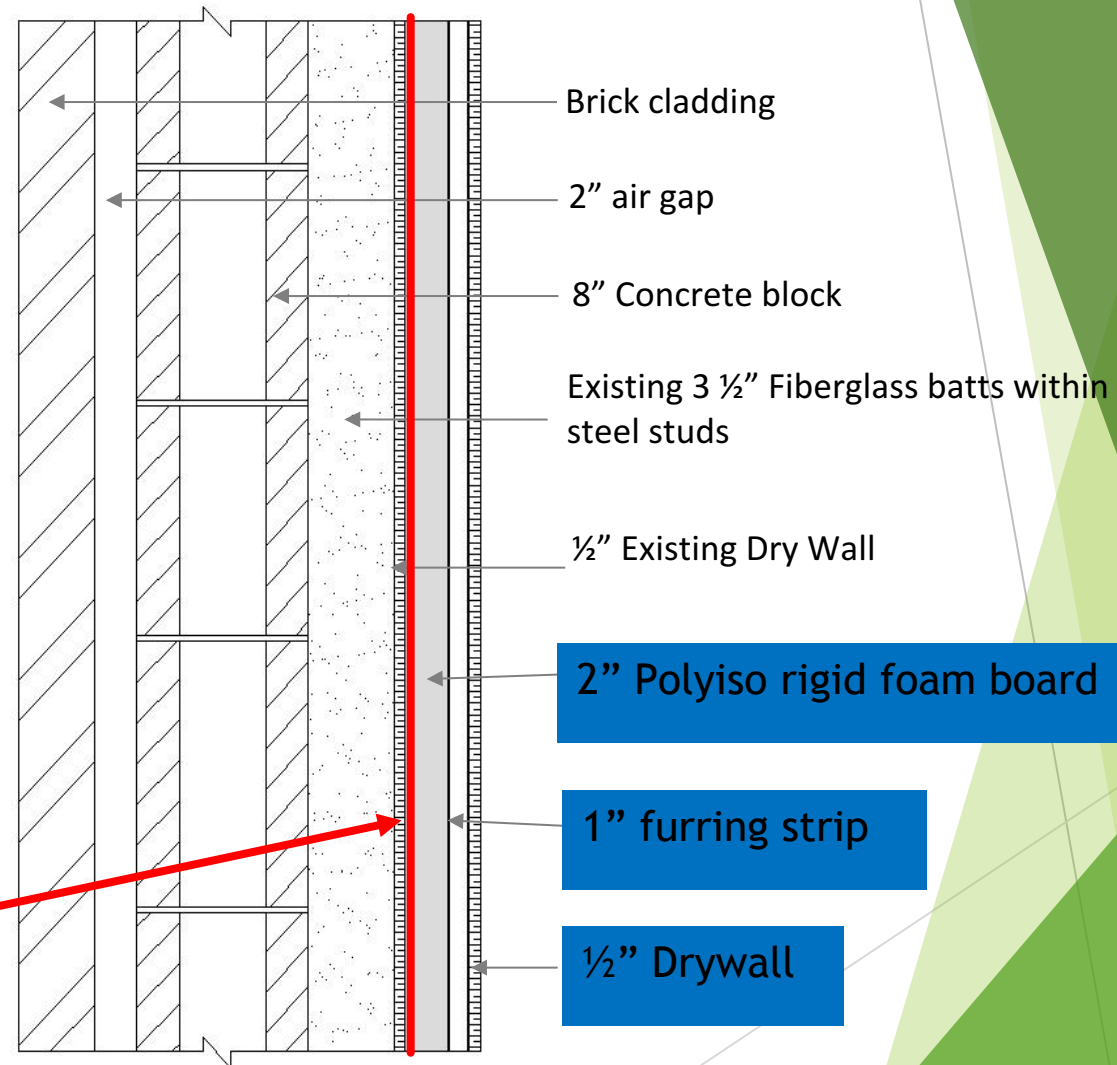 Brick cladding
2” air gap
8” Concrete block
Existing 3 ½” Fiberglass batts within
steel studs
½” Existing Dry Wall
2” Polyiso rigid foam board
1” furring strip
½” Drywall